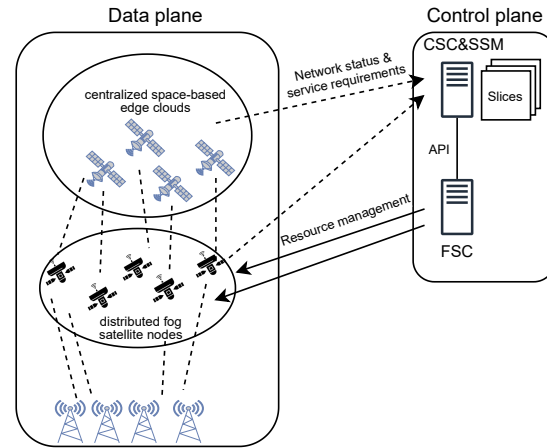 Data plane
Control plane
CSC&SSM
centralized space-based
edge clouds
Network status &
service requirements
Slices
API
Resource management
FSC
distributed fog
satellite nodes